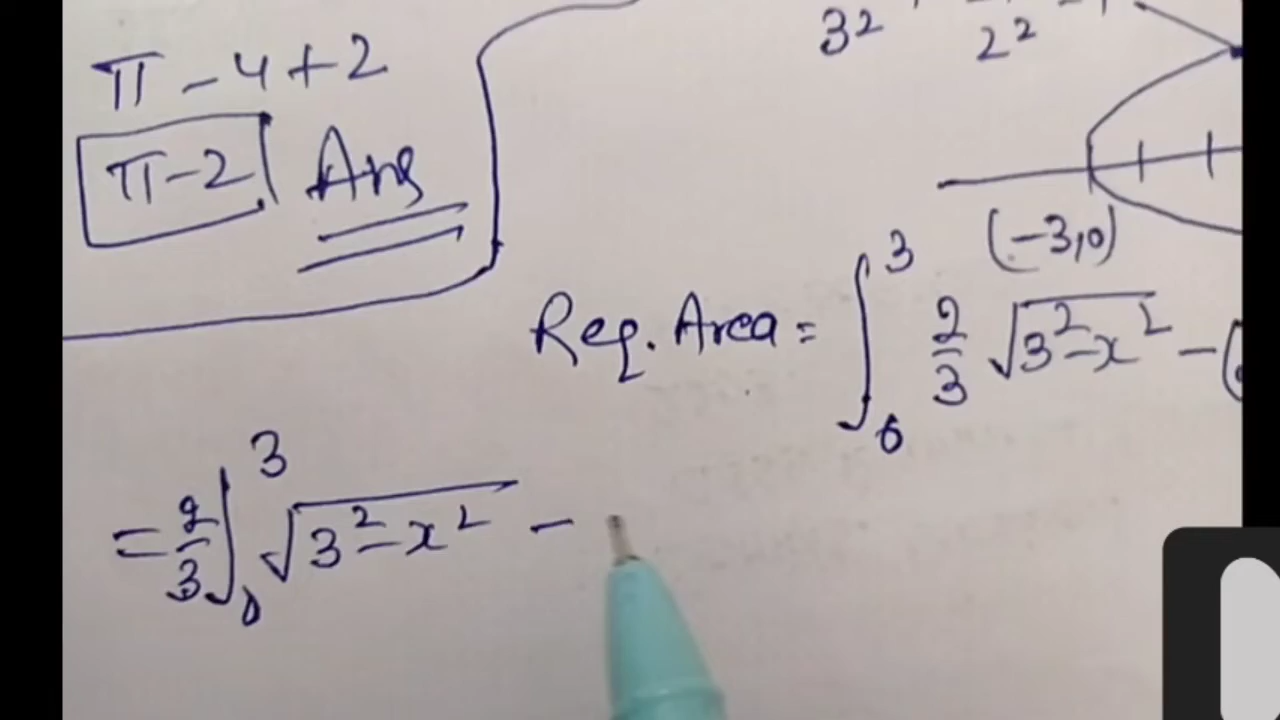 π - 4 + 2
π - 2 Ans
3² 2²
(-3,0)
Req. Area = ∫₀³ 2/3 √3² - x² - (
= 2/3 ∫₀³ √3² - x² -